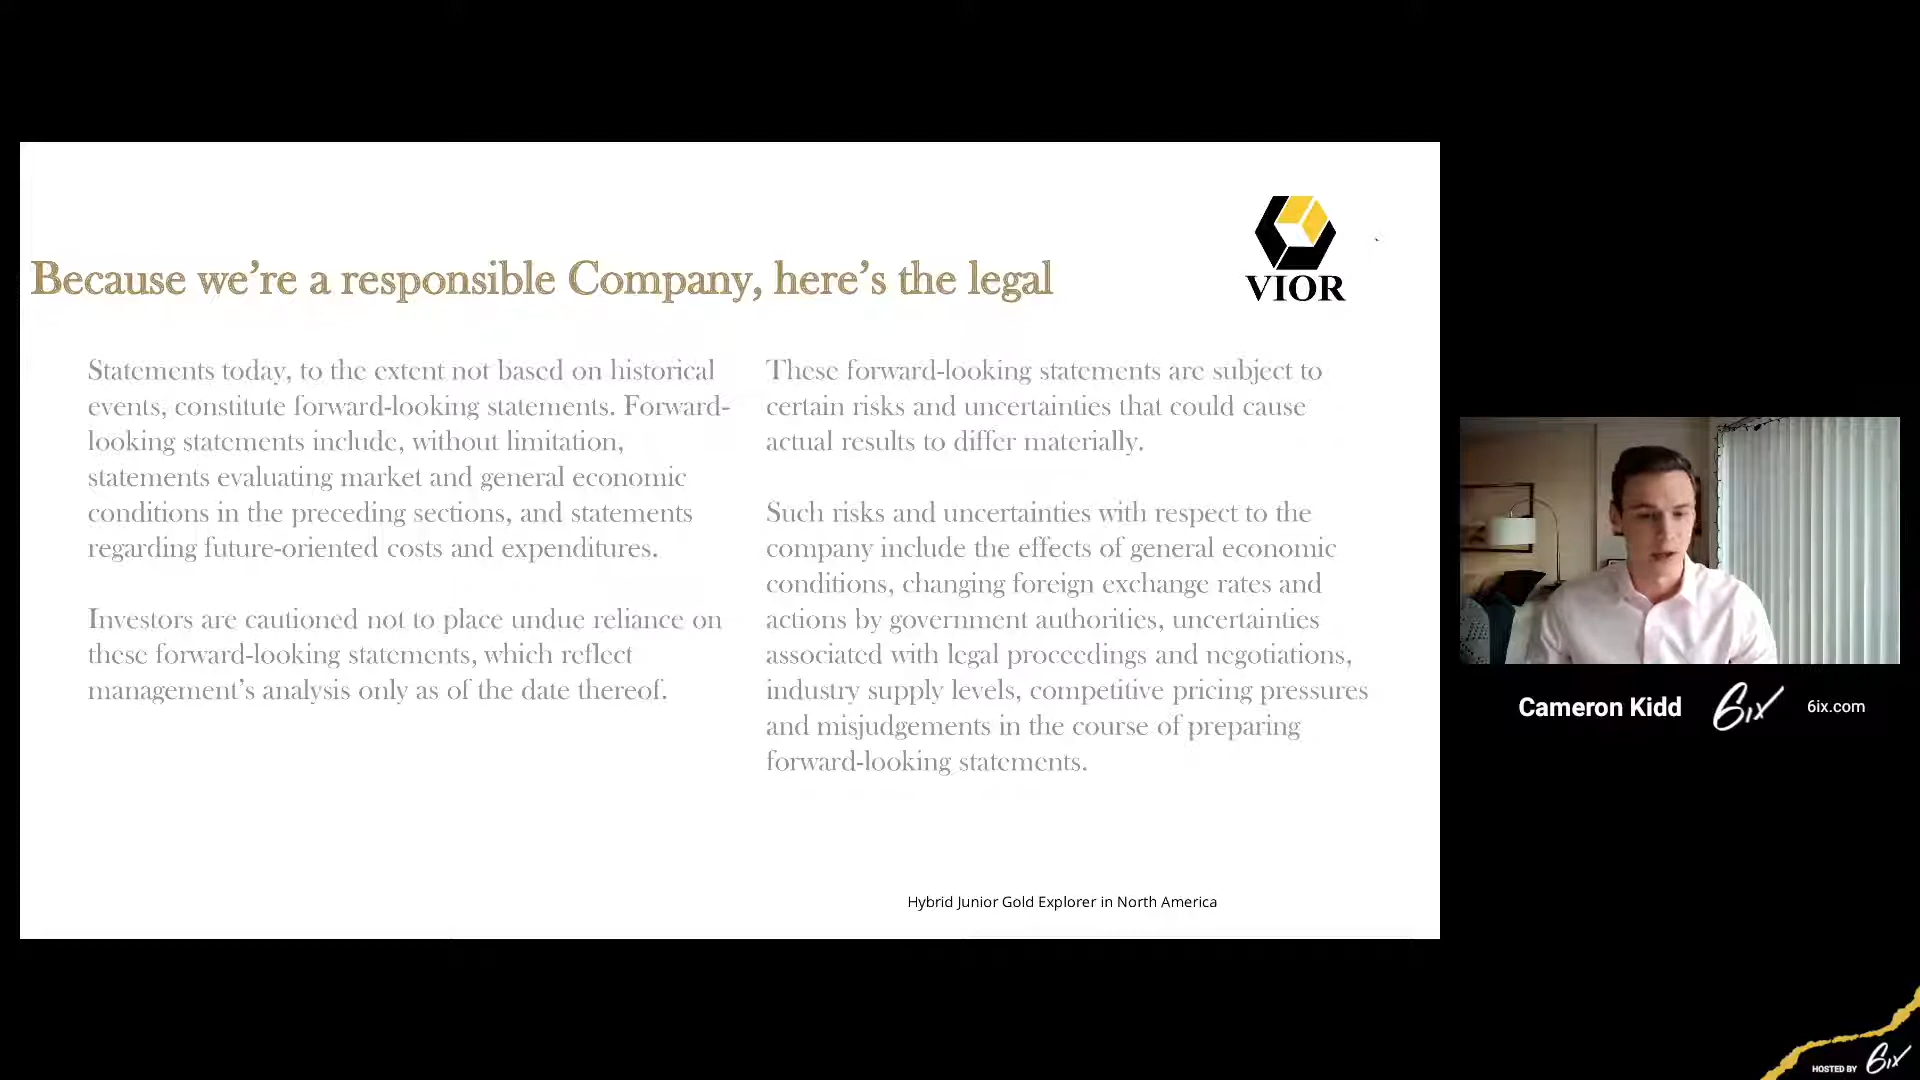 VIOR
Because we’re a responsible Company, here’s the legal
Statements today, to the extent not based on historical
events, constitute forward-looking statements. Forward-
looking statements include, without limitation,
statements evaluating market and general economic
conditions in the preceding sections, and statements
regarding future-oriented costs and expenditures.
Investors are cautioned not to place undue reliance on
these forward-looking statements, which reflect
management’s analysis only as of the date thereof.
These forward-looking statements are subject to
certain risks and uncertainties that could cause
actual results to differ materially.
Such risks and uncertainties with respect to the
company include the effects of general economic
conditions, changing foreign exchange rates and
actions by government authorities, uncertainties
associated with legal proceedings and negotiations,
industry supply levels, competitive pricing pressures
and misjudgements in the course of preparing
forward-looking statements.
Hybrid Junior Gold Explorer in North America
Cameron Kidd 6ix 6ix.com
HOSTED BY 6ix